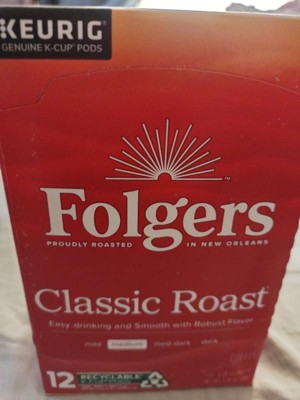 KEURIG
GENUINE K-CUP® PODS
Folgers
PROUDLY ROASTED IN NEW ORLEANS
Classic Roast
Easy drinking and Smooth with Robust Flavor
mild medium med-dark dark
12 RECYCLABLE